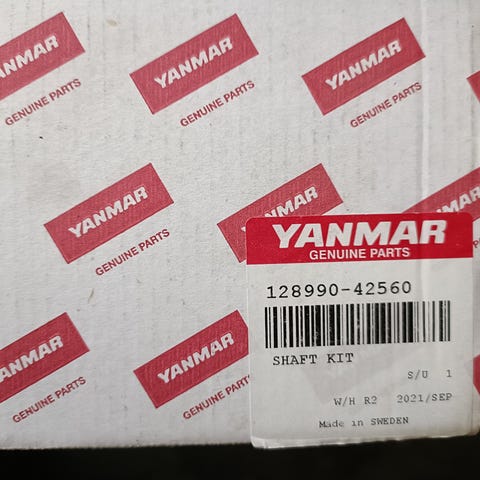 YANMAR
GENUINE PARTS
YANMAR
GENUINE PARTS
YANMAR
GENUINE PARTS
YANMAR
GENUINE PARTS
YANMAR
YANMAR
GENUINE PARTS
YANMAR
GENUINE PARTS
YANMAR
GENUINE PARTS
128990-42560
SHAFT KIT
S/U 1
W/H R2 2021/SEP
Made in SWEDEN